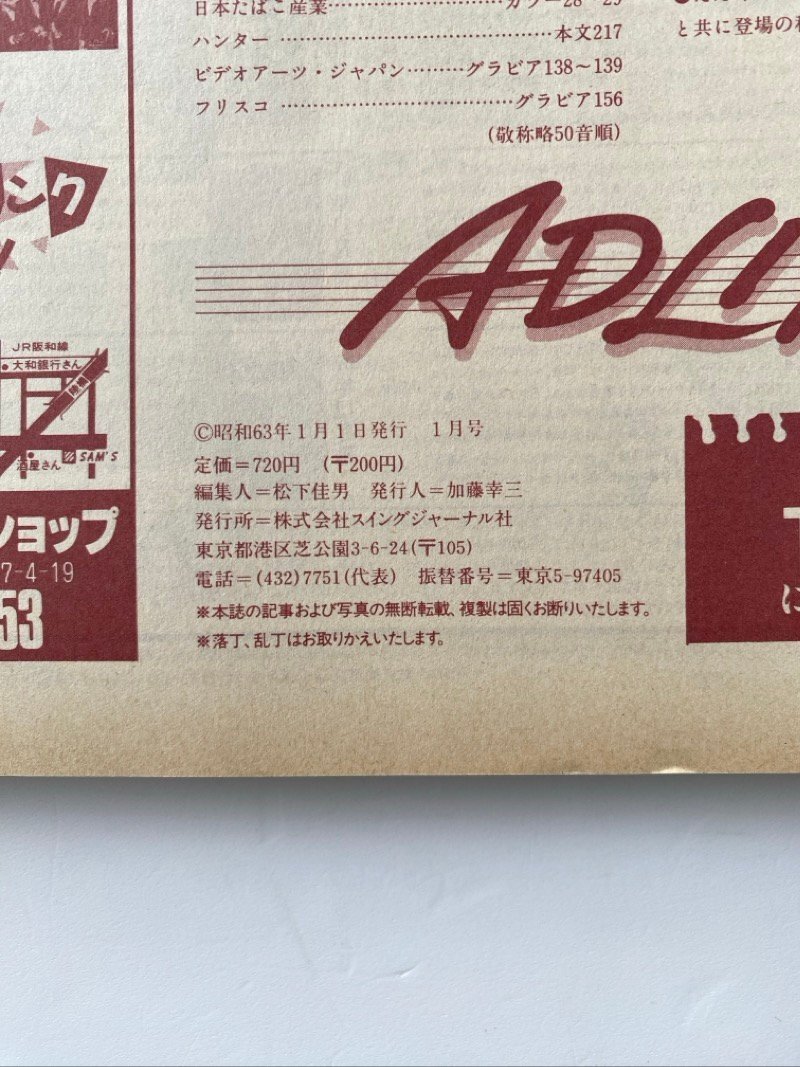 日本たばこ産業……………………カラー28〜29
ハンター ………………………………本文217
ビデオアーツ・ジャパン………グラビア138〜139
フリスコ ……………………………グラビア156
(敬称略50音順)
と共に登場の
ング
JR阪和線
大和銀行さん
酒屋さん
SAM'S
ショップ
7-4-19
53
ADLI
©昭和63年1月1日発行 1月号
定価=720円 (〒200円)
編集人=松下佳男 発行人=加藤幸三
発行所=株式会社スイングジャーナル社
東京都港区芝公園3-6-24(〒105)
電話=(432)7751(代表) 振替番号=東京5-97405
※本誌の記事および写真の無断転載、複製は固くお断りいたします。
※落丁、乱丁はお取りかえいたします。
に